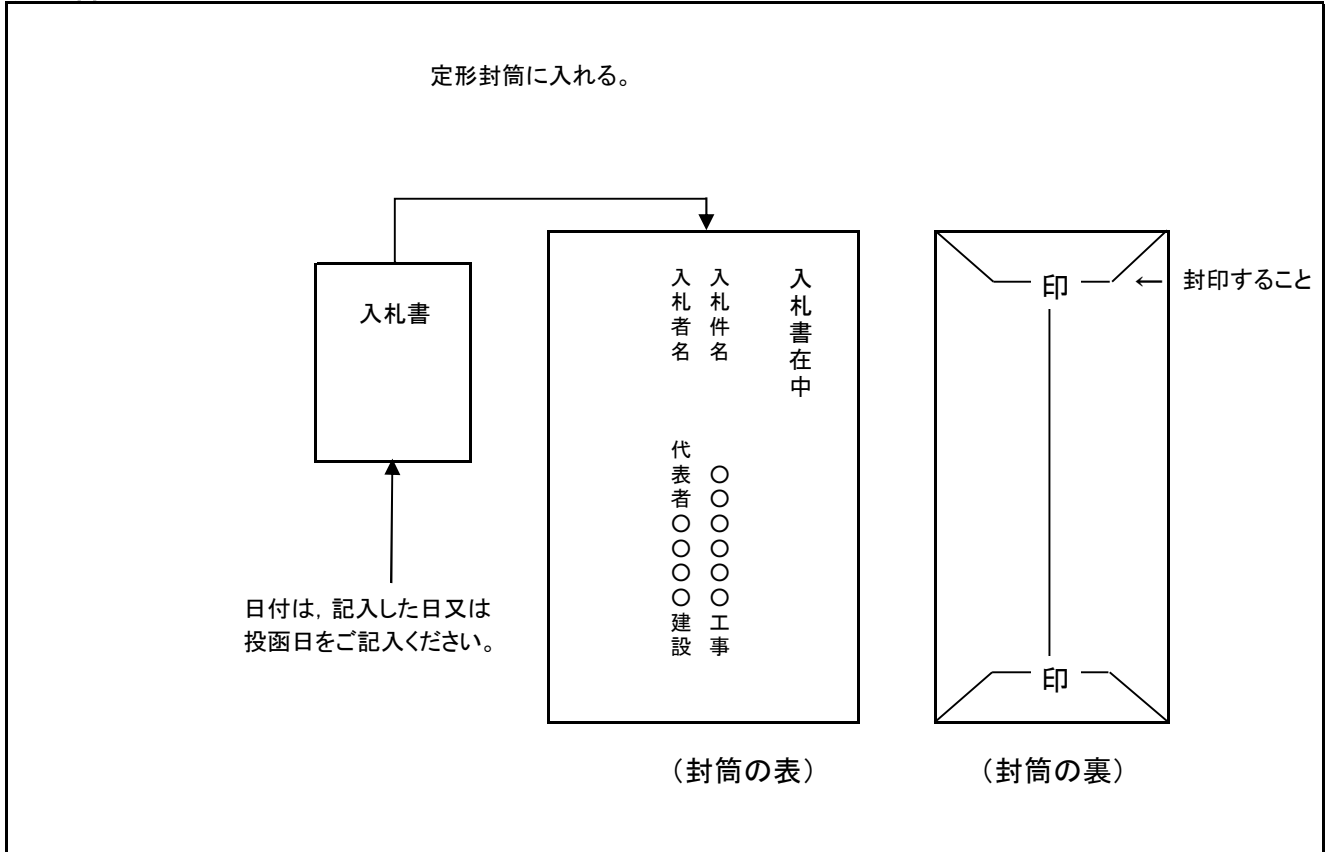 定形封筒に入れる。
入札書
日付は，記入した日又は
投函日をご記入ください。
入札書在中
入札件名　○○○○○○工事
入札者名　代表者○○○○建設
（封筒の表）
印
← 封印すること
印
（封筒の裏）